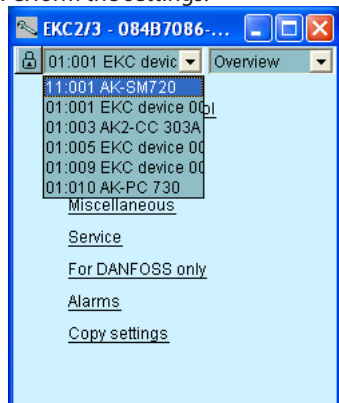 EKC2/3 - 084B7086-...
01:001 EKC devic Overview
11:001 AK-SM720
01:001 EKC device 00
01:003 AK2-CC 303A
01:005 EKC device 00
01:009 EKC device 00
01:010 AK-PC 730
Miscellaneous
Service
For DANFOSS only
Alarms
Copy settings